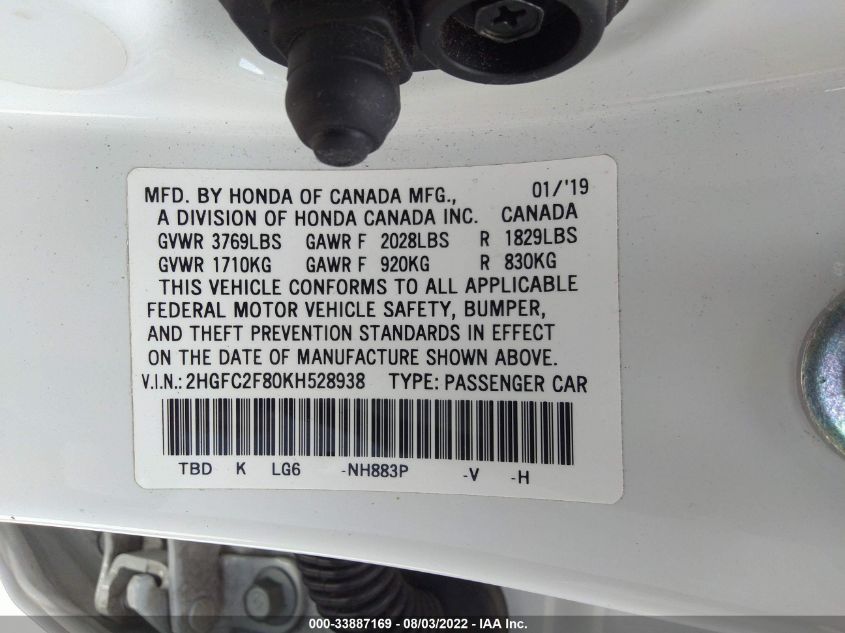 MFD. BY HONDA OF CANADA MFG., 01/'19
A DIVISION OF HONDA CANADA INC. CANADA
GVWR 3769LBS GAWR F 2028LBS R 1829LBS
GVWR 1710KG GAWR F 920KG R 830KG
THIS VEHICLE CONFORMS TO ALL APPLICABLE
FEDERAL MOTOR VEHICLE SAFETY, BUMPER,
AND THEFT PREVENTION STANDARDS IN EFFECT
ON THE DATE OF MANUFACTURE SHOWN ABOVE.
V.I.N.: 2HGFC2F80KH528938 TYPE: PASSENGER CAR
TBD K LG6 -NH883P -V -H
000-33887169 - 08/03/2022 - IAA Inc.